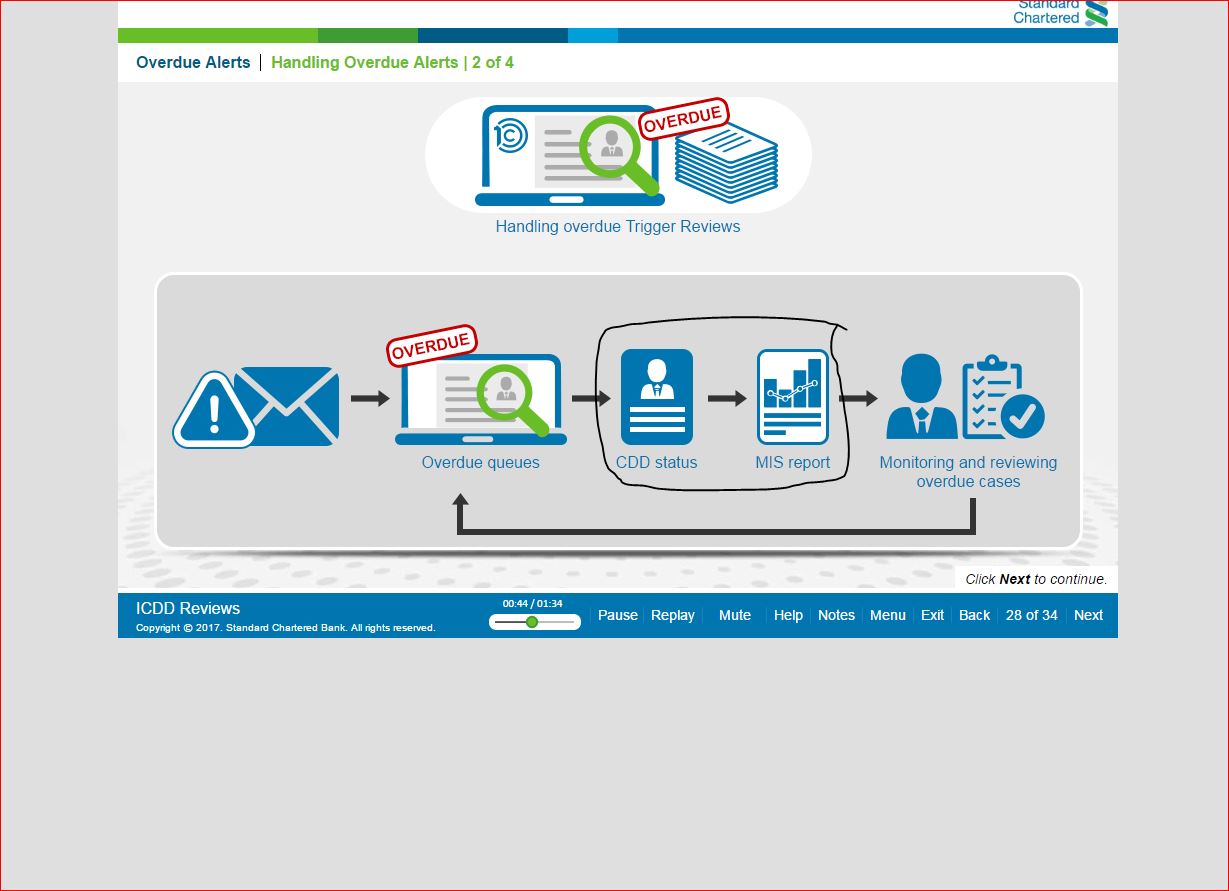 Standard
Chartered
Overdue Alerts | Handling Overdue Alerts | 2 of 4
OVERDUE
Handling overdue Trigger Reviews
OVERDUE
Overdue queues
CDD status
MIS report
Monitoring and reviewing
overdue cases
Click Next to continue.
ICDD Reviews
Copyright © 2017. Standard Chartered Bank. All rights reserved.
00:44 / 01:34
Pause Replay Mute Help Notes Menu Exit Back 28 of 34 Next